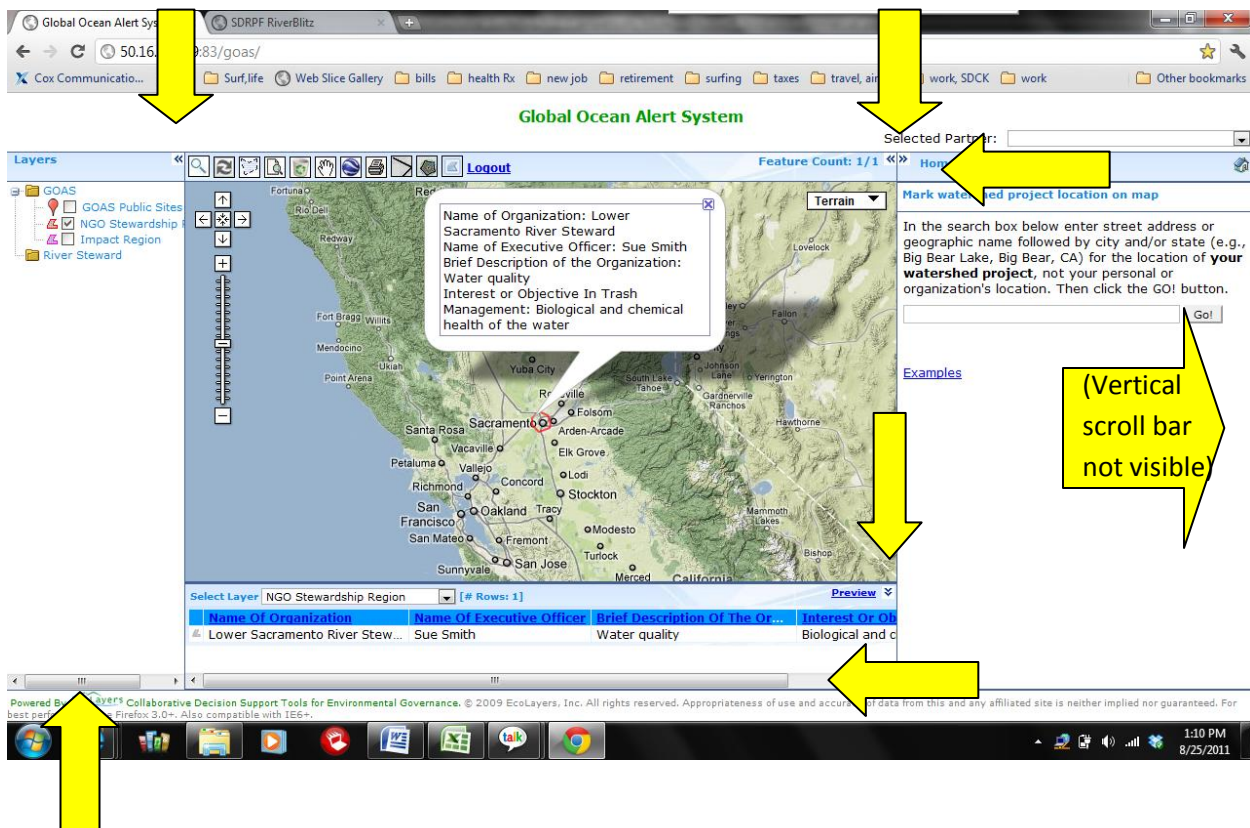 Global Ocean Alert Sys
SDRPF RiverBlitz
50.16.
9:83/goas/
Cox Communicatio...
Surf,life
Web Slice Gallery
bills
health Rx
new job
retirement
surfing
taxes
travel, air
work, SDCK
work
Other bookmarks
Global Ocean Alert System
Selected Partner:
Layers
Logout
Feature Count: 1/1
Hom
GOAS
GOAS Public Sites
NGO Stewardship
Impact Region
River Steward
Terrain
Name of Organization: Lower
Sacramento River Steward
Name of Executive Officer: Sue Smith
Brief Description of the Organization:
Water quality
Interest or Objective In Trash
Management: Biological and chemical
health of the water
Fortuna
Red
Rio Dell
Redway
Lovelock
Fort Bragg
Willits
Fallon
Mendocino
Ukiah
Point Arena
Yuba City
South Lake
Tahoe
Johnson
Lane
Yerington
Gardnerville
Ranchos
Folsom
Hawthorne
Sacramento
Arden-Arcade
Santa Rosa
Vacaville
Elk Grove
Petaluma
Vallejo
Lodi
Richmond
Concord
Stockton
San
Francisco
Oakland
Tracy
Mammoth
Lakes
San Mateo
Fremont
Modesto
Bishop
Sunnyvale
San Jose
Turlock
Merced
California
Mark watershed project location on map
In the search box below enter street address or
geographic name followed by city and/or state (e.g.,
Big Bear Lake, Big Bear, CA) for the location of your
watershed project, not your personal or
organization's location. Then click the GO! button.
Go!
Examples
(Vertical
scroll bar
not visible)
Select Layer
NGO Stewardship Region
[# Rows: 1]
Preview
Name Of Organization
Name Of Executive Officer
Brief Description Of The Or...
Interest Or Ob
Lower Sacramento River Stew...
Sue Smith
Water quality
Biological and c
Powered B
ayers Collaborative Decision Support Tools for Environmental Governance. © 2009 EcoLayers, Inc. All rights reserved. Appropriateness of use and accura
of data from this and any affiliated site is neither implied nor guaranteed. For
best perf
Firefox 3.0+. Also compatible with IE6+.
talk
1:10 PM
8/25/2011